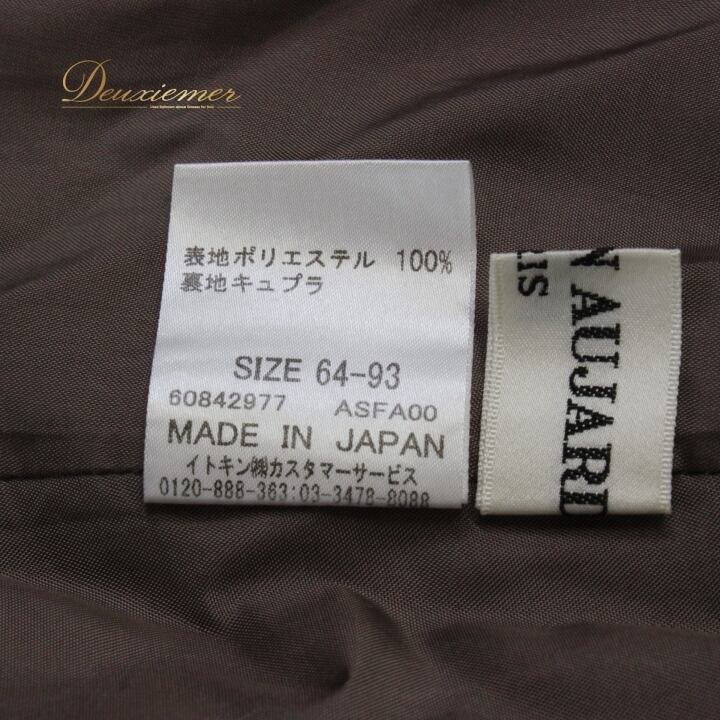 Deuxiemer
表地ポリエステル 100%
裏地キュプラ
SIZE 64-93
60842977 ASFA00
MADE IN JAPAN
イトキン㈱カスタマーサービス
0120-888-363:03-3478-8088
N AUJARD
IS